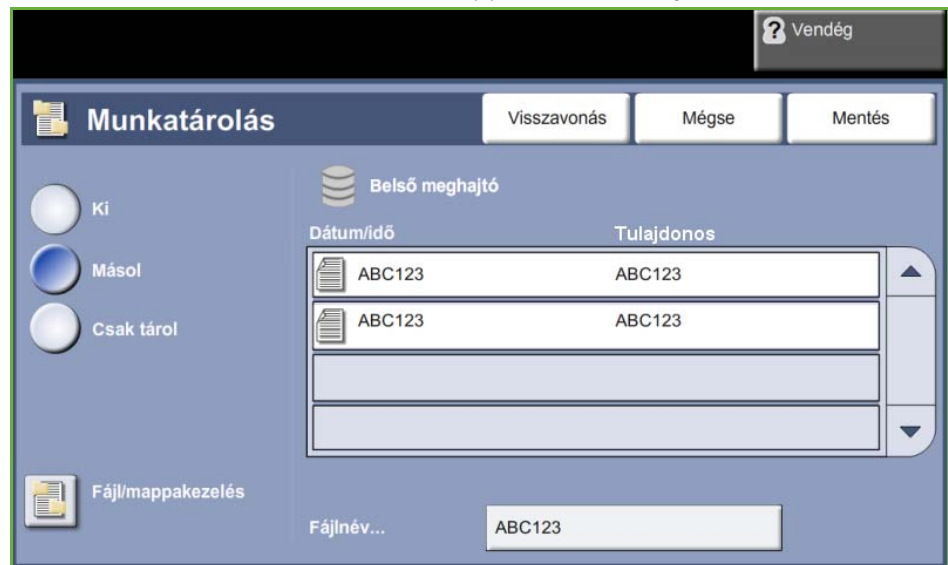 ? Vendég
Munkatárolás
Visszavonás Mégse Mentés
Belső meghajtó
Ki
Dátum/idő Tulajdonos
Másol
ABC123 ABC123
Csak tárol
ABC123 ABC123
Fájl/mappakezelés
Fájlnév... ABC123